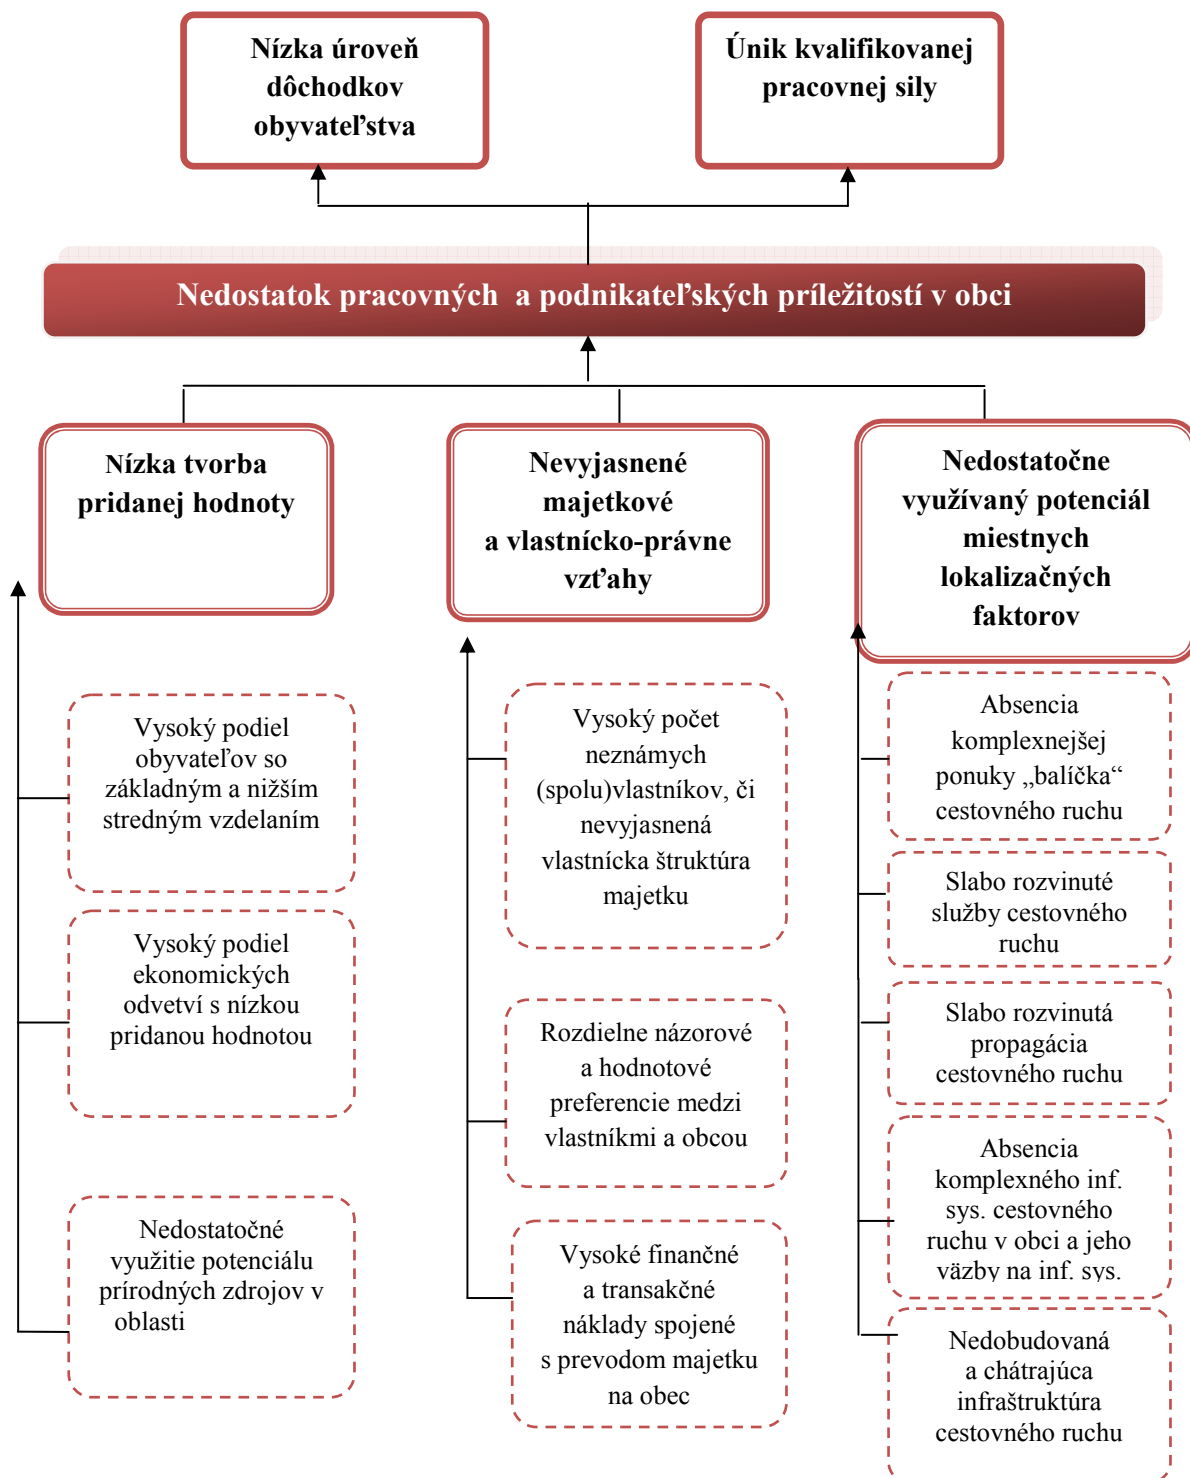 Nízka úroveň
dôchodkov
obyvateľstva
Únik kvalifikovanej
pracovnej sily
Nedostatok pracovných a podnikateľských príležitostí v obci
Nízka tvorba
pridanej hodnoty
Nevyjasnené
majetkové
a vlastnícko-právne
vzťahy
Nedostatočne
využívaný potenciál
miestnych
lokalizačných
faktorov
Vysoký podiel
obyvateľov so
základným a nižším
stredným vzdelaním
Vysoký podiel
ekonomických
odvetví s nízkou
pridanou hodnotou
Nedostatočné
využitie potenciálu
prírodných zdrojov v
oblasti
Vysoký počet
neznámych
(spolu)vlastníkov, či
nevyjasnená
vlastnícka štruktúra
majetku
Rozdielne názorové
a hodnotové
preferencie medzi
vlastníkmi a obcou
Vysoké finančné
a transakčné
náklady spojené
s prevodom majetku
na obec
Absencia
komplexnejšej
ponuky „balíčka“
cestovného ruchu
Slabo rozvinuté
služby cestovného
ruchu
Slabo rozvinutá
propagácia
cestovného ruchu
Absencia
komplexného inf.
sys. cestovného
ruchu v obci a jeho
väzby na inf. sys.
Nedobudovaná
a chátrajúca
infraštruktúra
cestovného ruchu